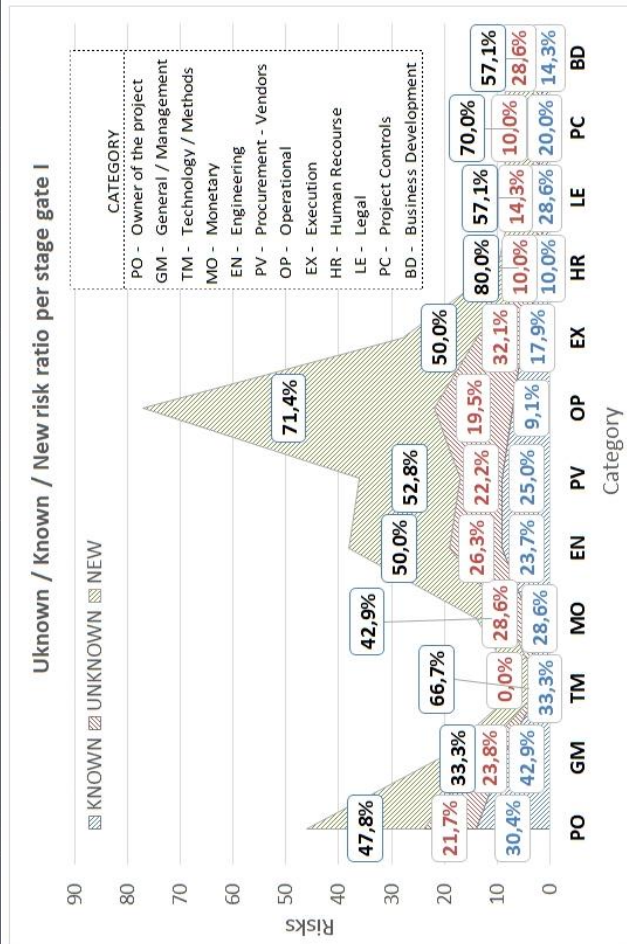 Uknown / Known / New risk ratio per stage gate I
KNOWN UNKNOWN NEW
CATEGORY
PO - Owner of the project
GM - General / Management
TM - Technology / Methods
MO - Monetary
EN - Engineering
PV - Procurement - Vendors
OP - Operational
EX - Execution
HR - Human Recourse
LE - Legal
PC - Project Controls
BD - Business Development
Risks
90
80
70
60
50
40
30
20
10
0
47,8% 33,3% 66,7% 42,9% 50,0% 52,8% 71,4% 50,0% 80,0% 57,1% 70,0% 57,1%
21,7% 23,8% 0,0% 28,6% 26,3% 22,2% 19,5% 32,1% 10,0% 14,3% 10,0% 28,6%
30,4% 42,9% 33,3% 28,6% 23,7% 25,0% 9,1% 17,9% 10,0% 28,6% 20,0% 14,3%
PO GM TM MO EN PV OP EX HR LE PC BD
Category